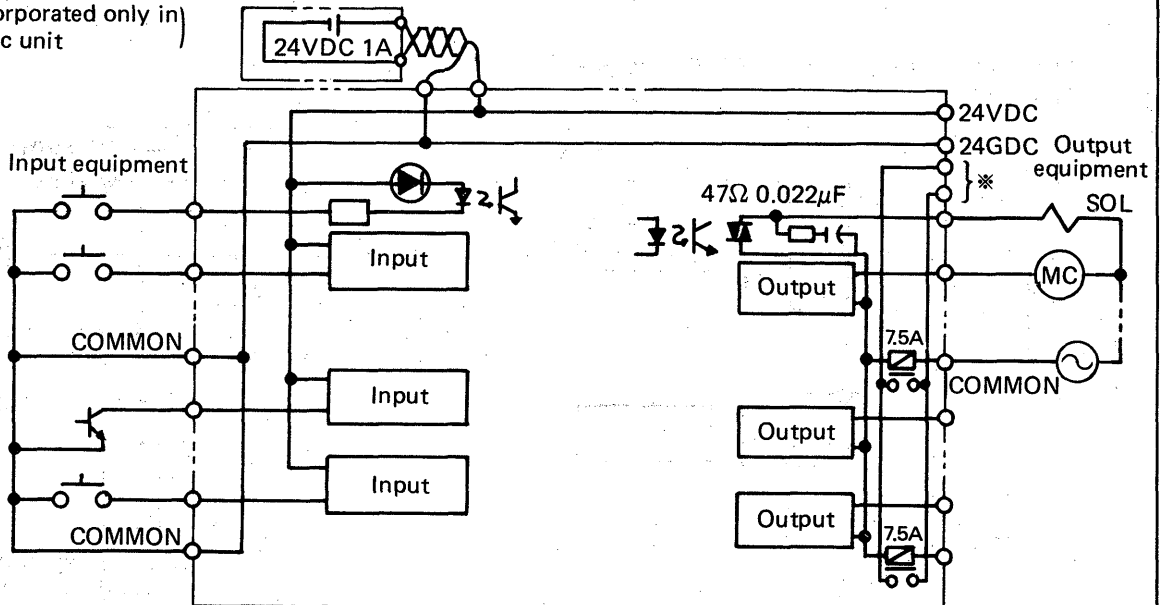 orporated only in)
c unit
24VDC 1A
24VDC
24GDC
Output
equipment
※
Input equipment
47Ω 0.022μF
SOL
Input
Output
MC
COMMON
7.5A
COMMON
Input
Output
Input
Output
7.5A
COMMON